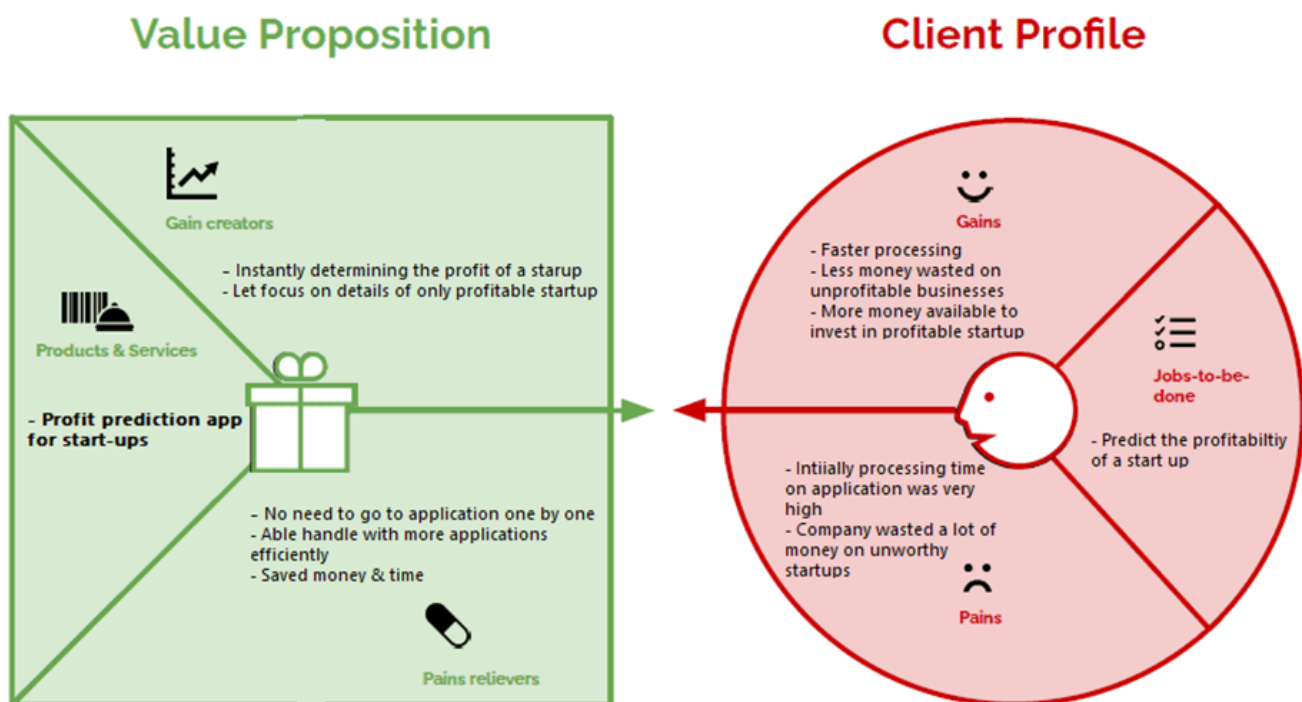 Value Proposition
Client Profile
Gain creators
- Instantly determining the profit of a starup
- Let focus on details of only profitable startup
Products & Services
- Profit prediction app
for start-ups
- No need to go to application one by one
- Able handle with more applications
efficiently
- Saved money & time
Pains relievers
Gains
- Faster processing
- Less money wasted on
unprofitable businesses
- More money available to
invest in profitable startup
Jobs-to-be-
done
- Predict the profitabiltiy
of a start up
- Intiially processing time
on application was very
high
- Company wasted a lot of
money on unworthy
startups
Pains